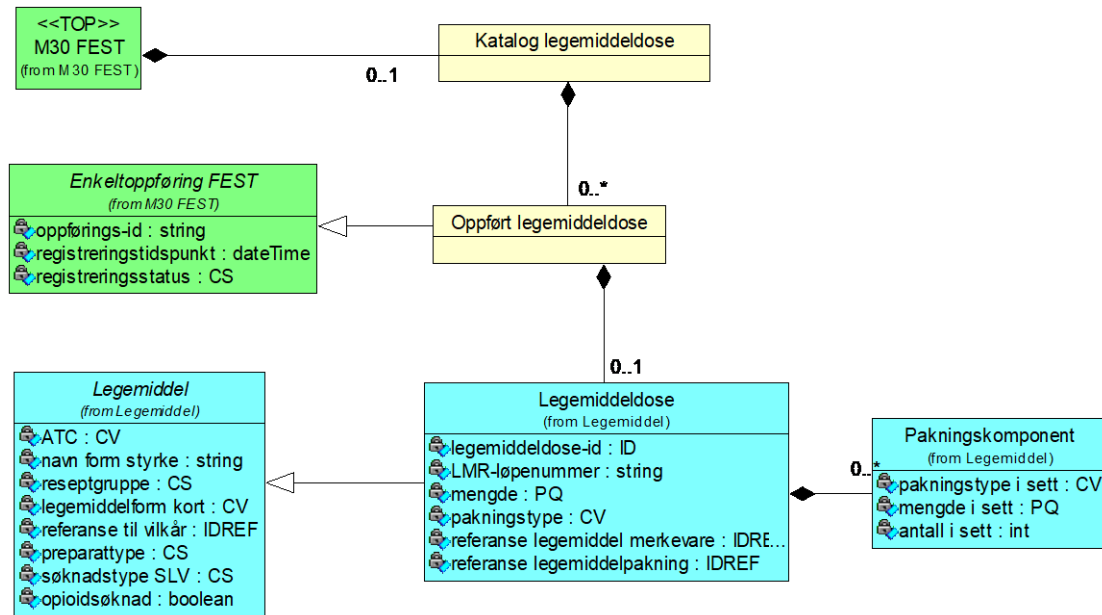 <<TOP>>
M30 FEST
(from M30 FEST)
Katalog legemiddeldose
0..1
0..*
Enkeltoppføring FEST
(from M30 FEST)
oppførings-id : string
registreringstidspunkt : dateTime
registreringsstatus : CS
Oppført legemiddeldose
0..1
Legemiddel
(from Legemiddel)
ATC : CV
navn form styrke : string
reseptgruppe : CS
legemiddelform kort : CV
referanse til vilkår : IDREF
preparattype : CS
søknadstype SLV : CS
opioidsøknad : boolean
Legemiddeldose
(from Legemiddel)
legemiddeldose-id : ID
LMR-løpenummer : string
mengde : PQ
pakningstype : CV
referanse legemiddel merkevare : IDRE...
referanse legemiddelpakning : IDREF
0..*
Pakningskomponent
(from Legemiddel)
pakningstype i sett : CV
mengde i sett : PQ
antall i sett : int